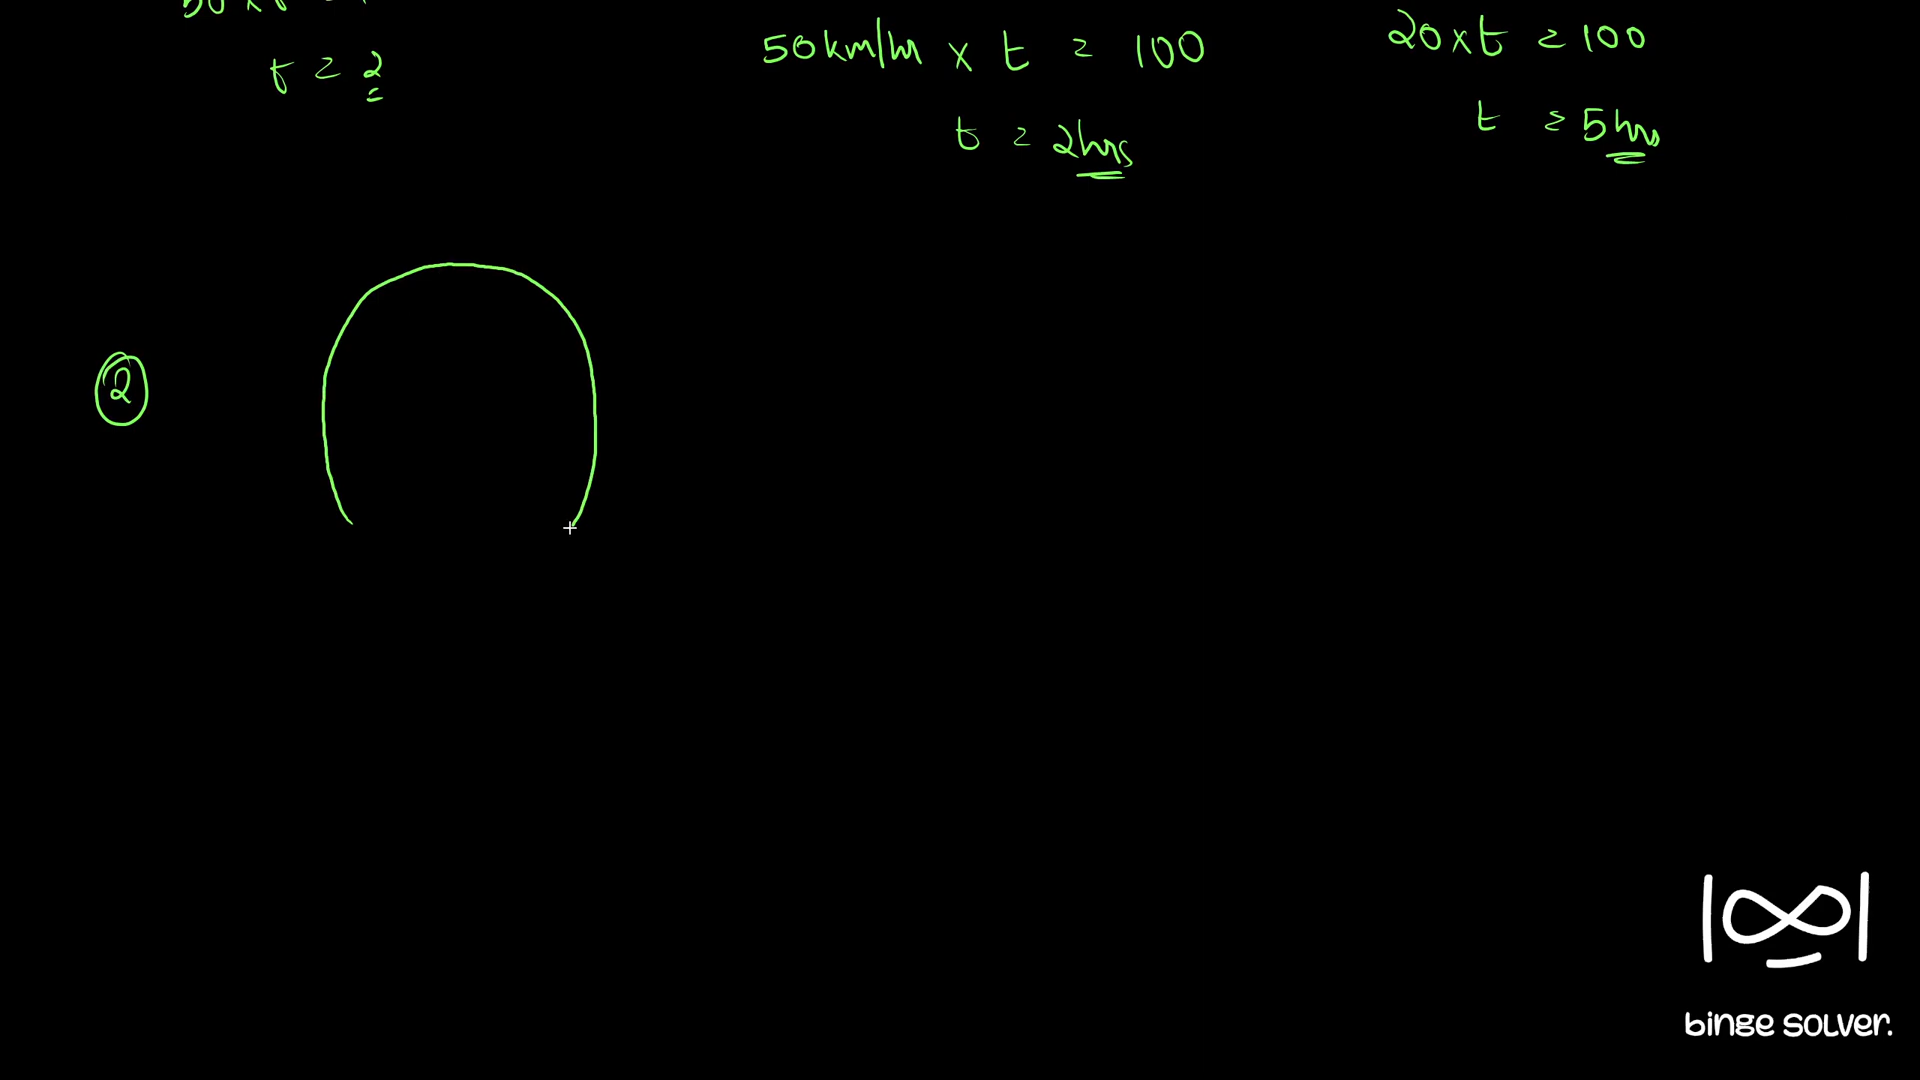 t = 2
50km/hr x t = 100
t = 2hrs
20xt = 100
t = 5hrs
2
binge solver.